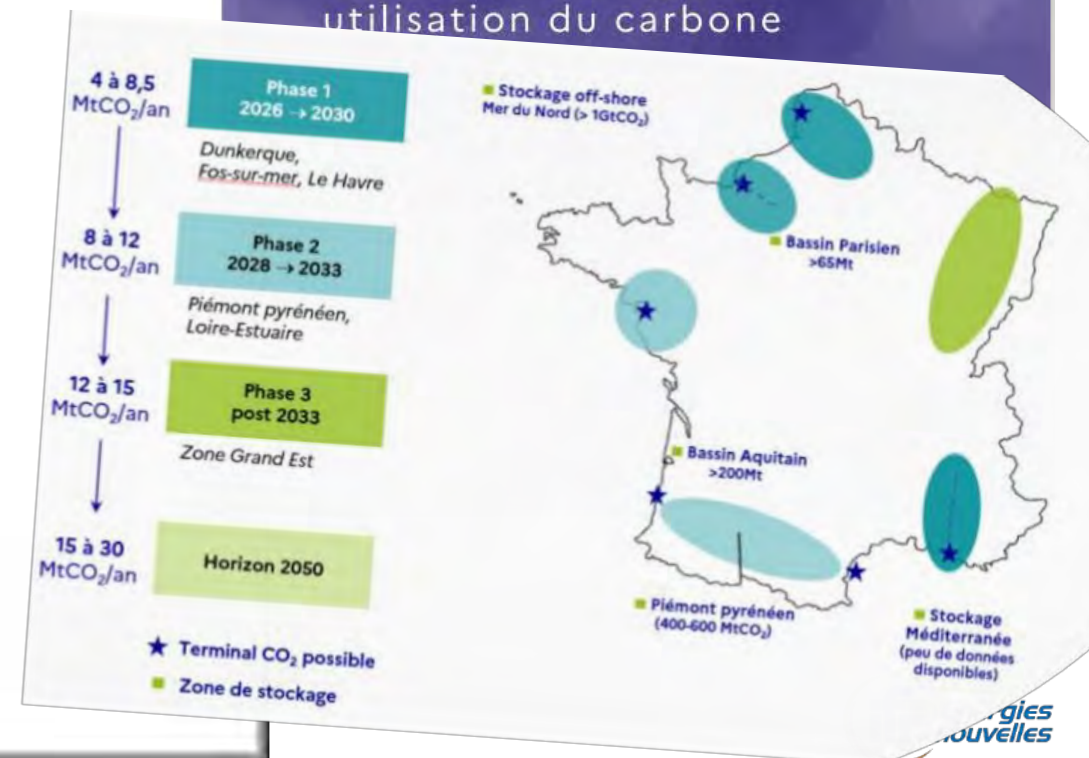 utilisation du carbone
4 à 8,5
MtCO₂/an
Phase 1
2026 → 2030
Dunkerque,
Fos-sur-mer, Le Havre
8 à 12
MtCO₂/an
Phase 2
2028 → 2033
Piémont pyrénéen,
Loire-Estuaire
12 à 15
MtCO₂/an
Phase 3
post 2033
Zone Grand Est
15 à 30
MtCO₂/an
Horizon 2050
Terminal CO₂ possible
Zone de stockage
Stockage off-shore
Mer du Nord (> 1GtCO₂)
Bassin Parisien
>65Mt
Bassin Aquitain
>200Mt
Piémont pyrénéen
(400-600 MtCO₂)
Stockage
Méditerranée
(peu de données
disponibles)